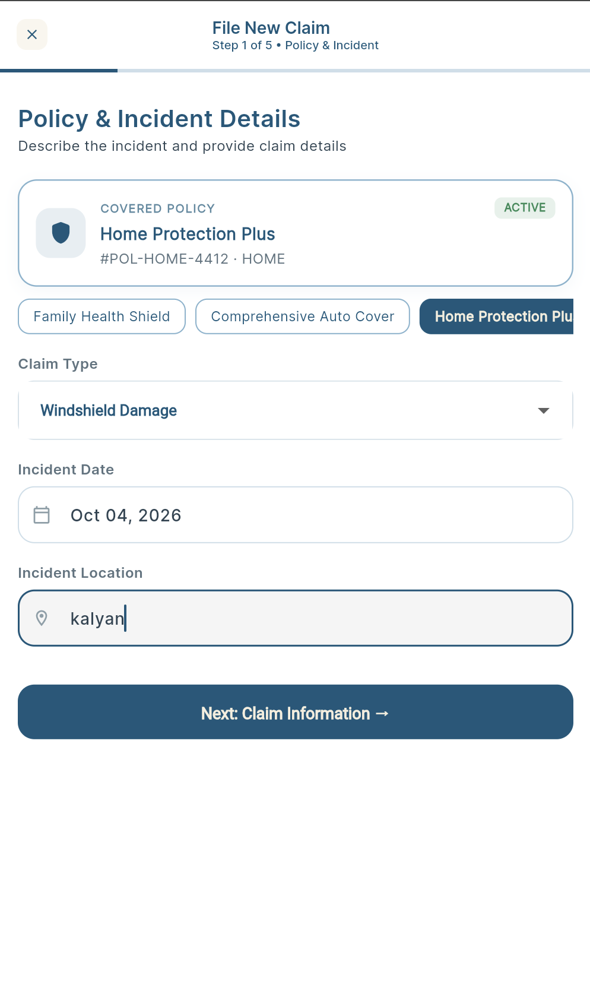 File New Claim
Step 1 of 5 • Policy & Incident
Policy & Incident Details
Describe the incident and provide claim details
COVERED POLICY
ACTIVE
Home Protection Plus
#POL-HOME-4412 · HOME
Family Health Shield
Comprehensive Auto Cover
Home Protection Plu
Claim Type
Windshield Damage
Incident Date
Oct 04, 2026
Incident Location
kalyan
Next: Claim Information →